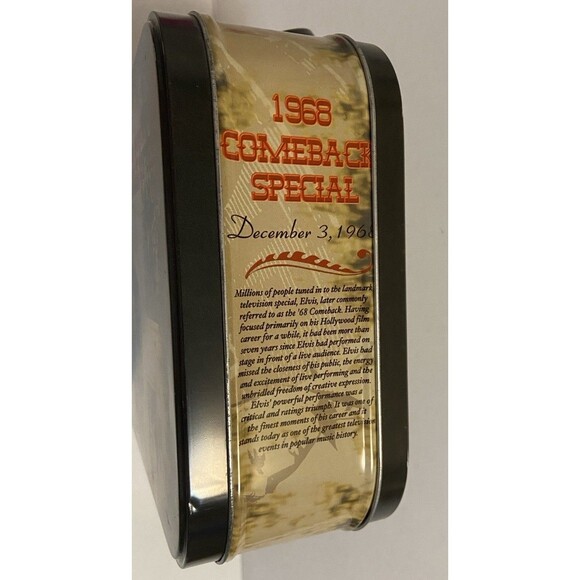 1968
COMEBACK
SPECIAL
December 3, 1968
Millions of people tuned in to the landmark
television special, Elvis, later commonly
referred to as the '68 Comeback. Having
focused primarily on his Hollywood film
career for a while, it had been more than
seven years since Elvis had performed on
stage in front of a live audience. Elvis had
missed the closeness of his public, the energy
and excitement of live performing and the
unbridled freedom of creative expression.
Elvis' powerful performance was a
critical and ratings triumph. It was one of
the finest moments of his career and it
stands today as one of the greatest television
events in popular music history.